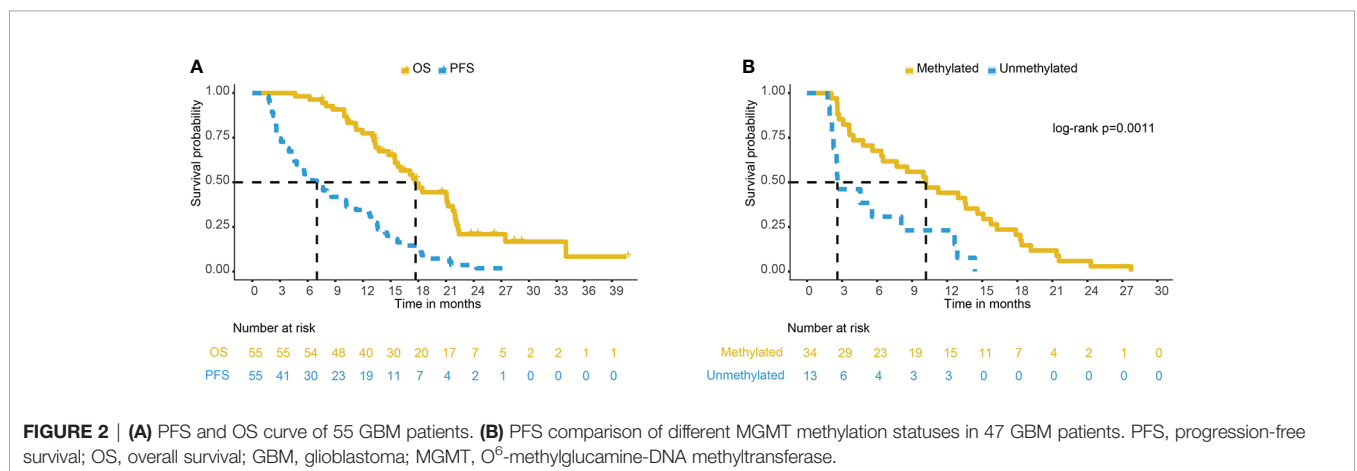 A
OS PFS
1.00
0.75
0.50
0.25
0.00
Survival probability
0 3 6 9 12 15 18 21 24 27 30 33 36 39
Time in months
Number at risk
OS 55 55 54 48 40 30 20 17 7 5 2 2 1 1
PFS 55 41 30 23 19 11 7 4 2 1 0 0 0 0
B
Methylated Unmethylated
log-rank p=0.0011
1.00
0.75
0.50
0.25
0.00
Survival probability
0 3 6 9 12 15 18 21 24 27 30
Time in months
Number at risk
Methylated 34 29 23 19 15 11 7 4 2 1 0
Unmethylated 13 6 4 3 3 0 0 0 0 0 0
FIGURE 2 | (A) PFS and OS curve of 55 GBM patients. (B) PFS comparison of different MGMT methylation statuses in 47 GBM patients. PFS, progression-free
survival; OS, overall survival; GBM, glioblastoma; MGMT, O⁶-methylglucamine-DNA methyltransferase.